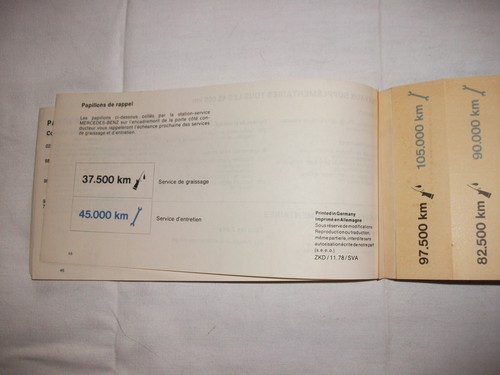 Papillons de rappel
Les papillons ci-dessous collés par la station-service
MERCEDES-BENZ sur l'encadrement de la porte côté con-
ducteur vous rappelleront l'échéance prochaine des services
de graissage et d'entretien.
37.500 km
Service de graissage
45.000 km
Service d'entretien
Printed in Germany
Imprimé en Allemagne
Sous réserve de modifications
Reproduction ou traduction,
même partielle, interdite sans
autorisation écrite de notre part
ZKD / 11.78 / SVA
97.500 km
105.000 km
82.500 km
90.000 km